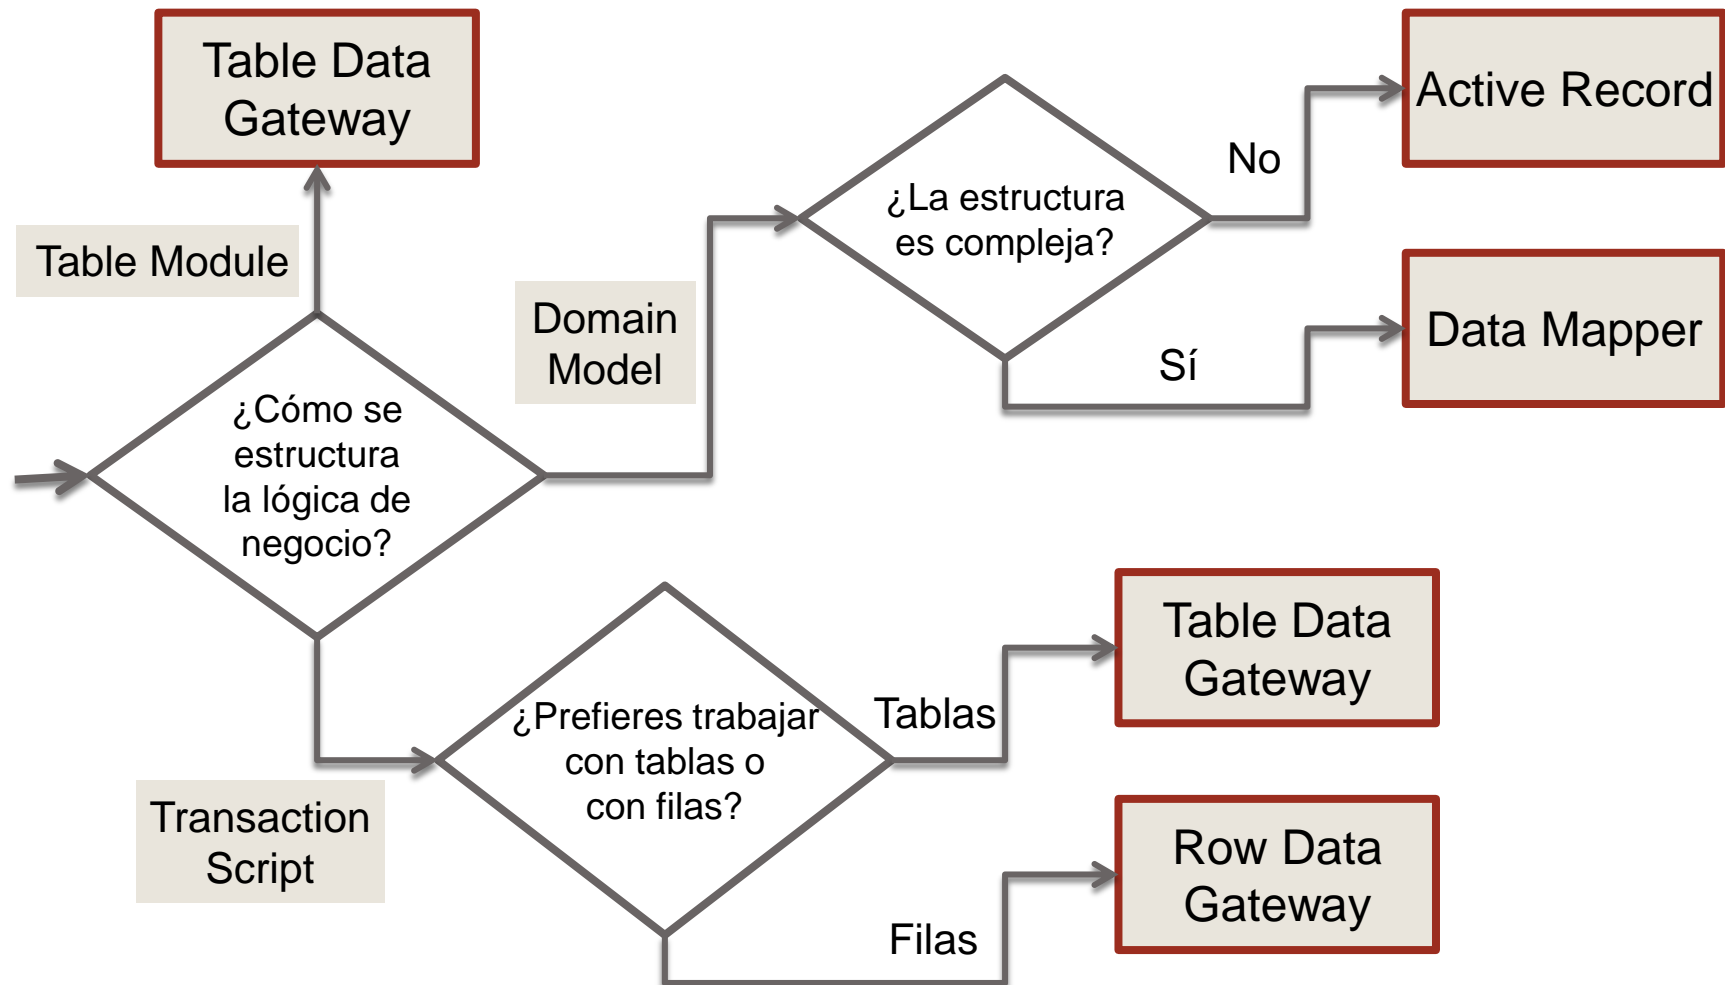 Table Data
Gateway
Active Record
No
¿La estructura
es compleja?
Table Module
Domain
Model
Data Mapper
Sí
¿Cómo se
estructura
la lógica de
negocio?
Table Data
Gateway
¿Prefieres trabajar
con tablas o
con filas?
Tablas
Transaction
Script
Row Data
Gateway
Filas